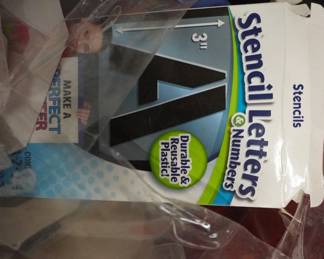 Stencils
Stencil Letters
& Numbers
3"
A
Durable &
Reusable
Plastic!
MAKE A
PERFECT